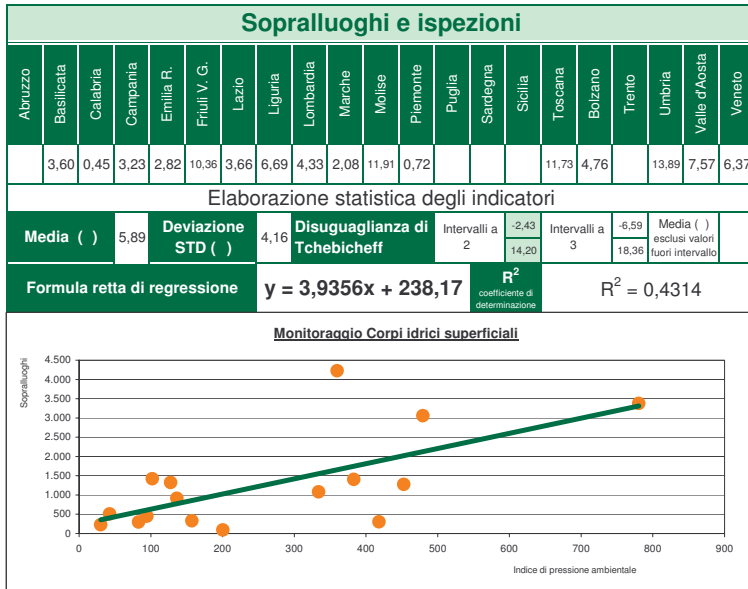 Sopralluoghi e ispezioni
Abruzzo Basilicata Calabria Campania Emilia R. Friuli V. G. Lazio Liguria Lombardia Marche Molise Piemonte Puglia Sardegna Sicilia Toscana Bolzano Trento Umbria Valle d'Aosta Veneto
3,60 0,45 3,23 2,82 10,36 3,66 6,69 4,33 2,08 11,91 0,72 11,73 4,76 13,89 7,57 6,37
Elaborazione statistica degli indicatori
Media ( ) 5,89 Deviazione STD ( ) 4,16 Disuguaglianza di Tchebicheff Intervalli a 2 -2,43 14,20 Intervalli a 3 -6,59 18,36 Media ( ) esclusi valori fuori intervallo
Formula retta di regressione y = 3,9356x + 238,17 R² coefficiente di determinazione R² = 0,4314
Monitoraggio Corpi idrici superficiali
Sopralluoghi
4.500
4.000
3.500
3.000
2.500
2.000
1.500
1.000
500
0
0 100 200 300 400 500 600 700 800 900
Indice di pressione ambientale